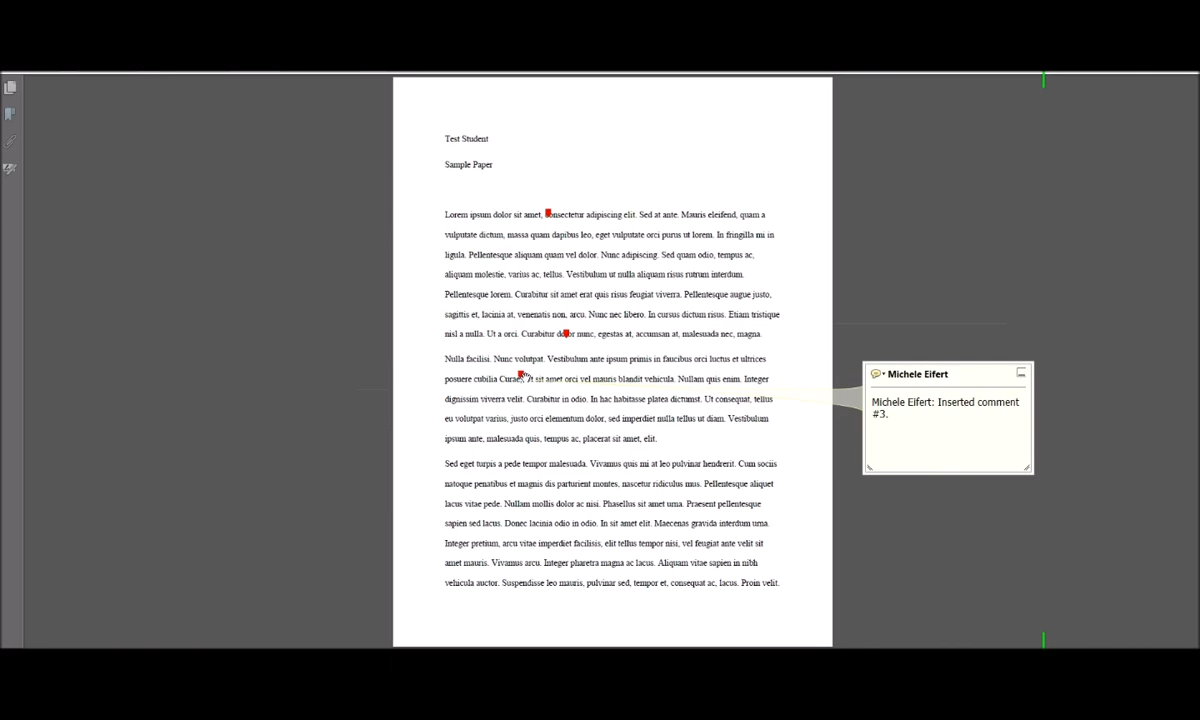 Test Student
Sample Paper
Lorem ipsum dolor sit amet, consectetur adipiscing elit. Sed at ante. Mauris eleifend, quam a
vulputate dictum, massa quam dapibus leo, eget vulputate orci purus ut lorem. In fringilla mi in
ligula. Pellentesque aliquam quam vel dolor. Nunc adipiscing. Sed quam odio, tempus ac,
aliquam molestie, varius ac, tellus. Vestibulum ut nulla aliquam risus rutrum interdum.
Pellentesque lorem. Curabitur sit amet erat quis risus feugiat viverra. Pellentesque augue justo,
sagittis et, lacinia at, venenatis non, arcu. Nunc nec libero. In cursus dictum risus. Etiam tristique
nisl a nulla. Ut a orci. Curabitur dolor nunc, egestas at, accumsan at, malesuada nec, magna.
Nulla facilisi. Nunc volutpat. Vestibulum ante ipsum primis in faucibus orci luctus et ultrices
posuere cubilia Curae; Ut sit amet orci vel mauris blandit vehicula. Nullam quis enim. Integer
dignissim viverra velit. Curabitur in odio. In hac habitasse platea dictumst. Ut consequat, tellus
eu volutpat varius, justo orci elementum dolor, sed imperdiet nulla tellus ut diam. Vestibulum
ipsum ante, malesuada quis, tempus ac, placerat sit amet, elit.
Sed eget turpis a pede tempor malesuada. Vivamus quis mi at leo pulvinar hendrerit. Cum sociis
natoque penatibus et magnis dis parturient montes, nascetur ridiculus mus. Pellentesque aliquet
lacus vitae pede. Nullam mollis dolor ac nisi. Phasellus sit amet urna. Praesent pellentesque
sapien sed lacus. Donec lacinia odio in odio. In sit amet elit. Maecenas gravida interdum urna.
Integer pretium, arcu vitae imperdiet facilisis, elit tellus tempor nisi, vel feugiat ante velit sit
amet mauris. Vivamus arcu. Integer pharetra magna ac lacus. Aliquam vitae sapien in nibh
vehicula auctor. Suspendisse leo mauris, pulvinar sed, tempor et, consequat ac, lacus. Proin velit.
Michele Eifert
Michele Eifert: Inserted comment
#3.